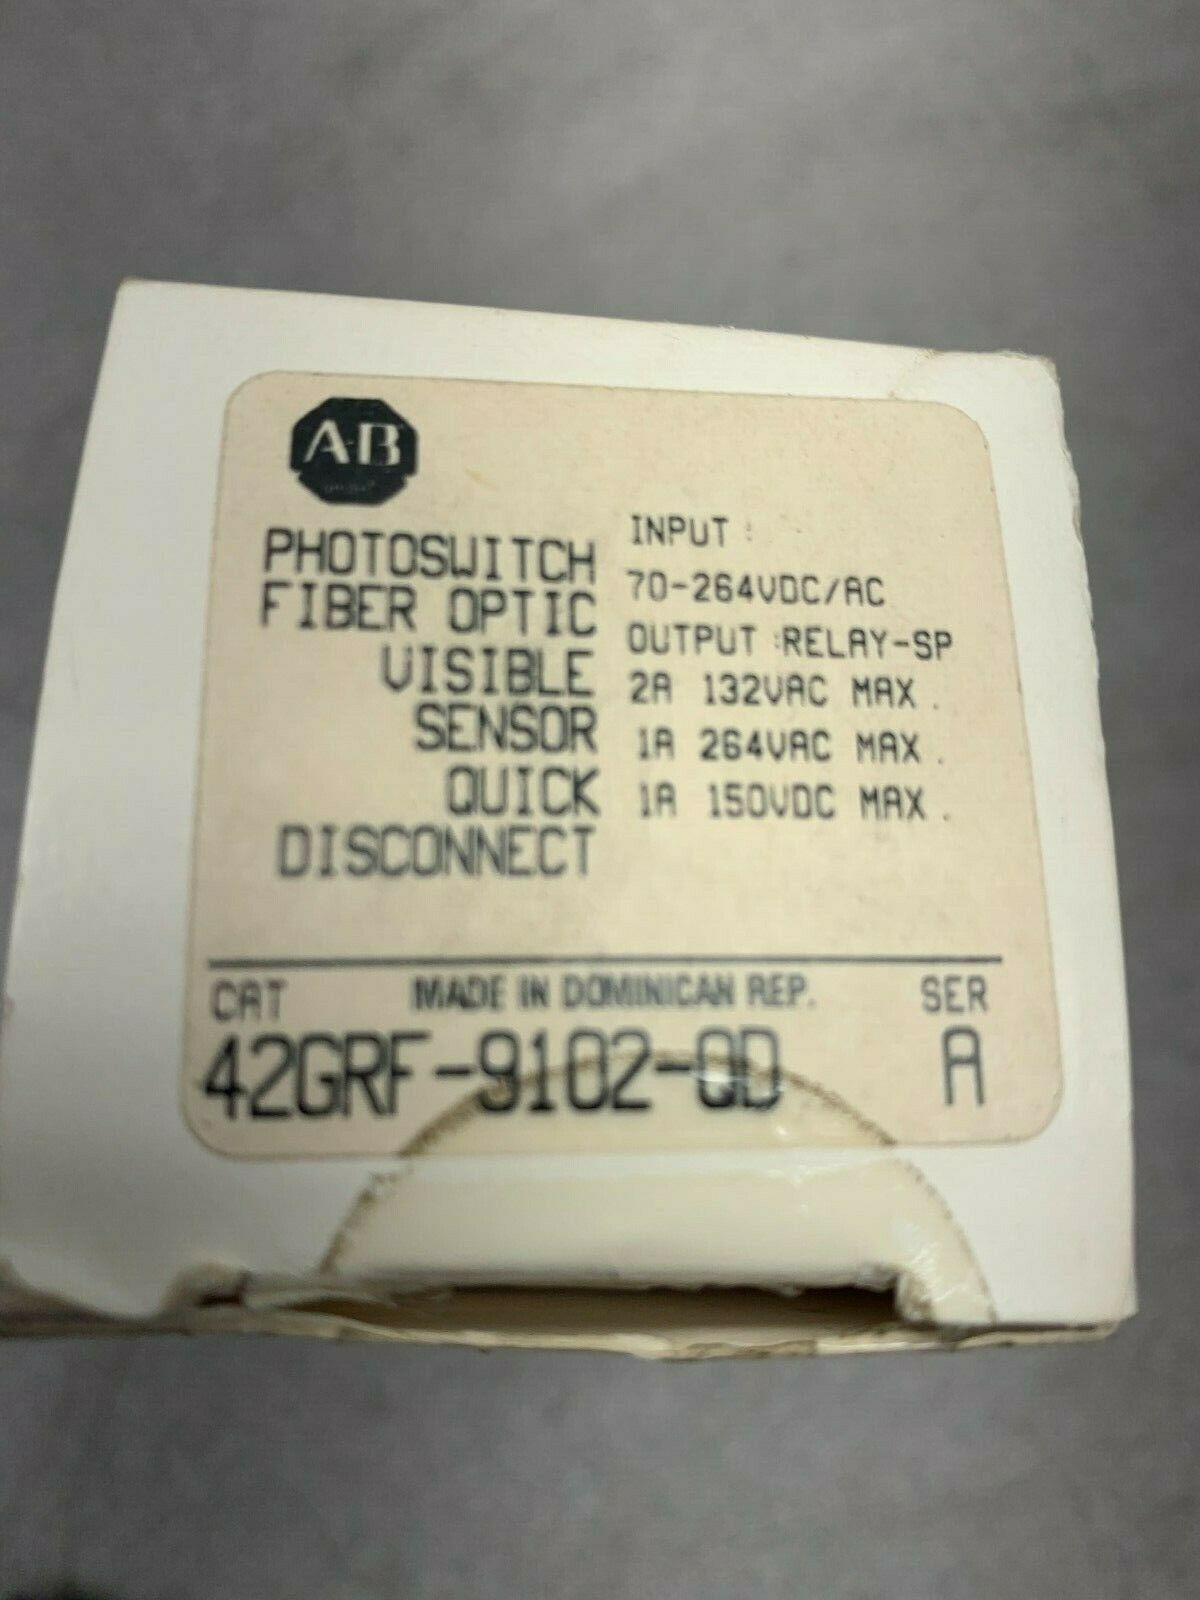 A-B
PHOTOSWITCH
FIBER OPTIC
VISIBLE
SENSOR
QUICK
DISCONNECT
INPUT :
70-264VDC/AC
OUTPUT :RELAY-SP
2A 132VAC MAX.
1A 264VAC MAX.
1A 150VDC MAX.
CAT MADE IN DOMINICAN REP. SER
42GRF-9102-QD A